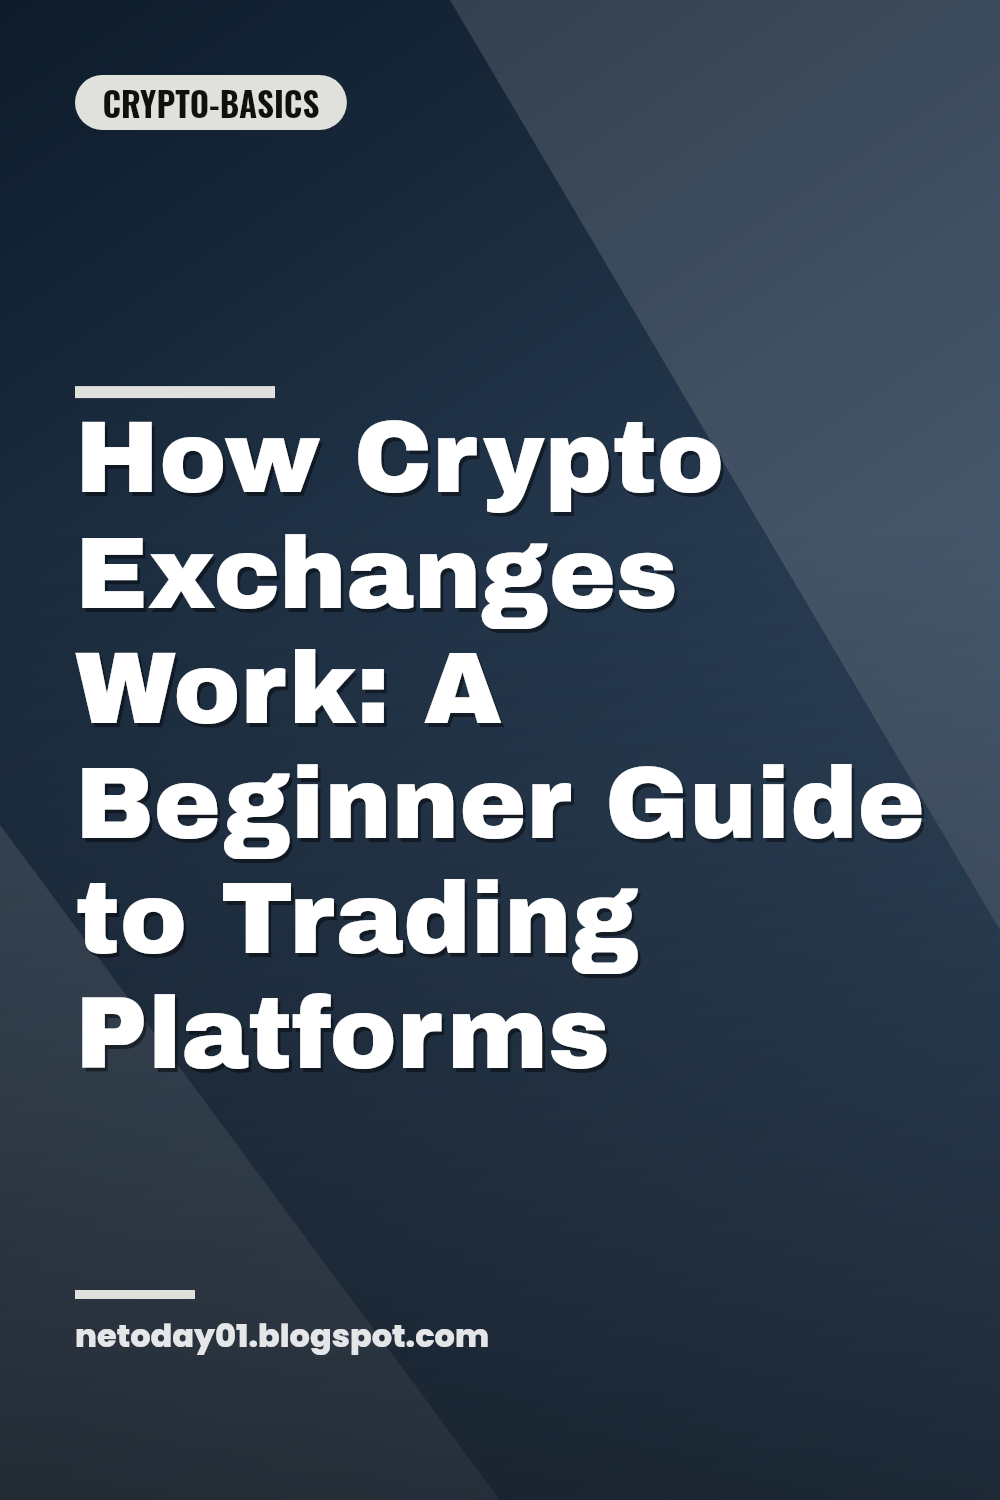 CRYPTO-BASICS
How Crypto
Exchanges
Work: A
Beginner Guide
to Trading
Platforms
netoday01.blogspot.com